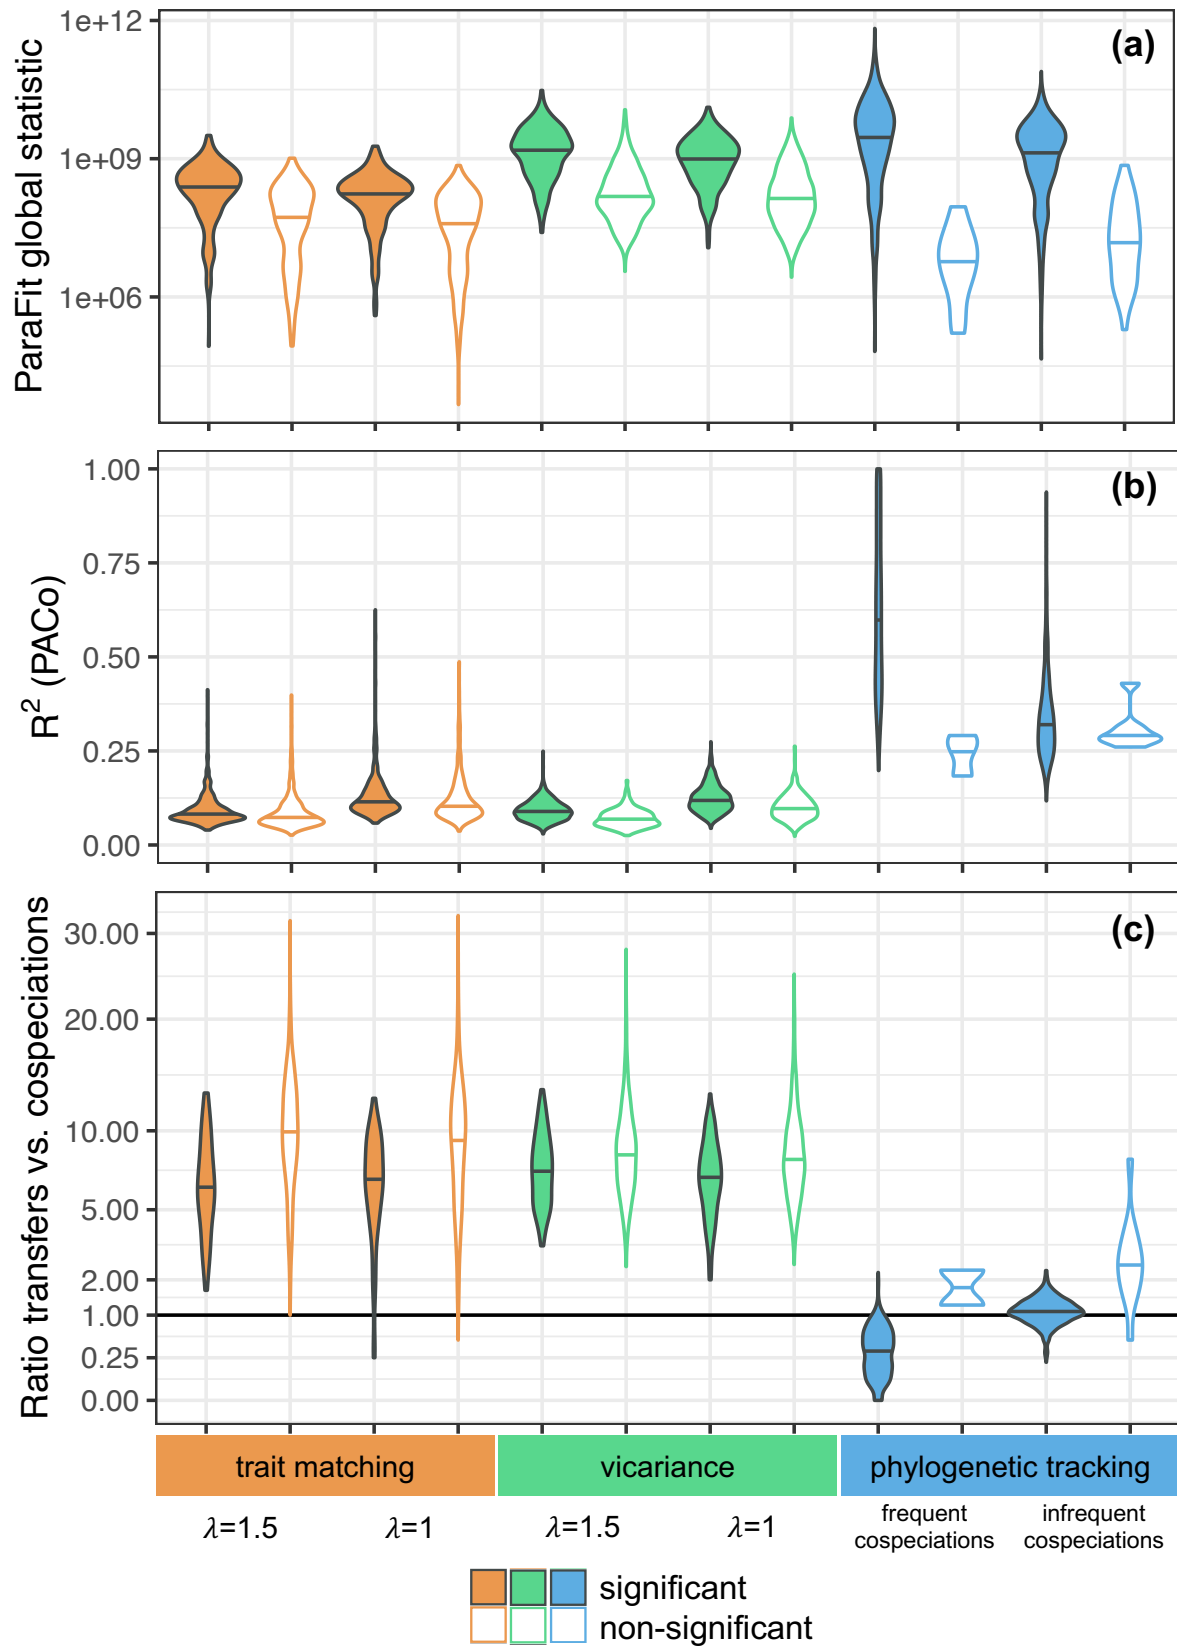 (a)
ParaFit global statistic
1e+12
1e+09
1e+06
(b)
R² (PACo)
1.00
0.75
0.50
0.25
0.00
(c)
Ratio transfers vs. cospeciations
30.00
20.00
10.00
5.00
2.00
1.00
0.25
0.00
trait matching vicariance phylogenetic tracking
λ=1.5 λ=1 λ=1.5 λ=1 frequent cospeciations infrequent cospeciations
significant
non-significant